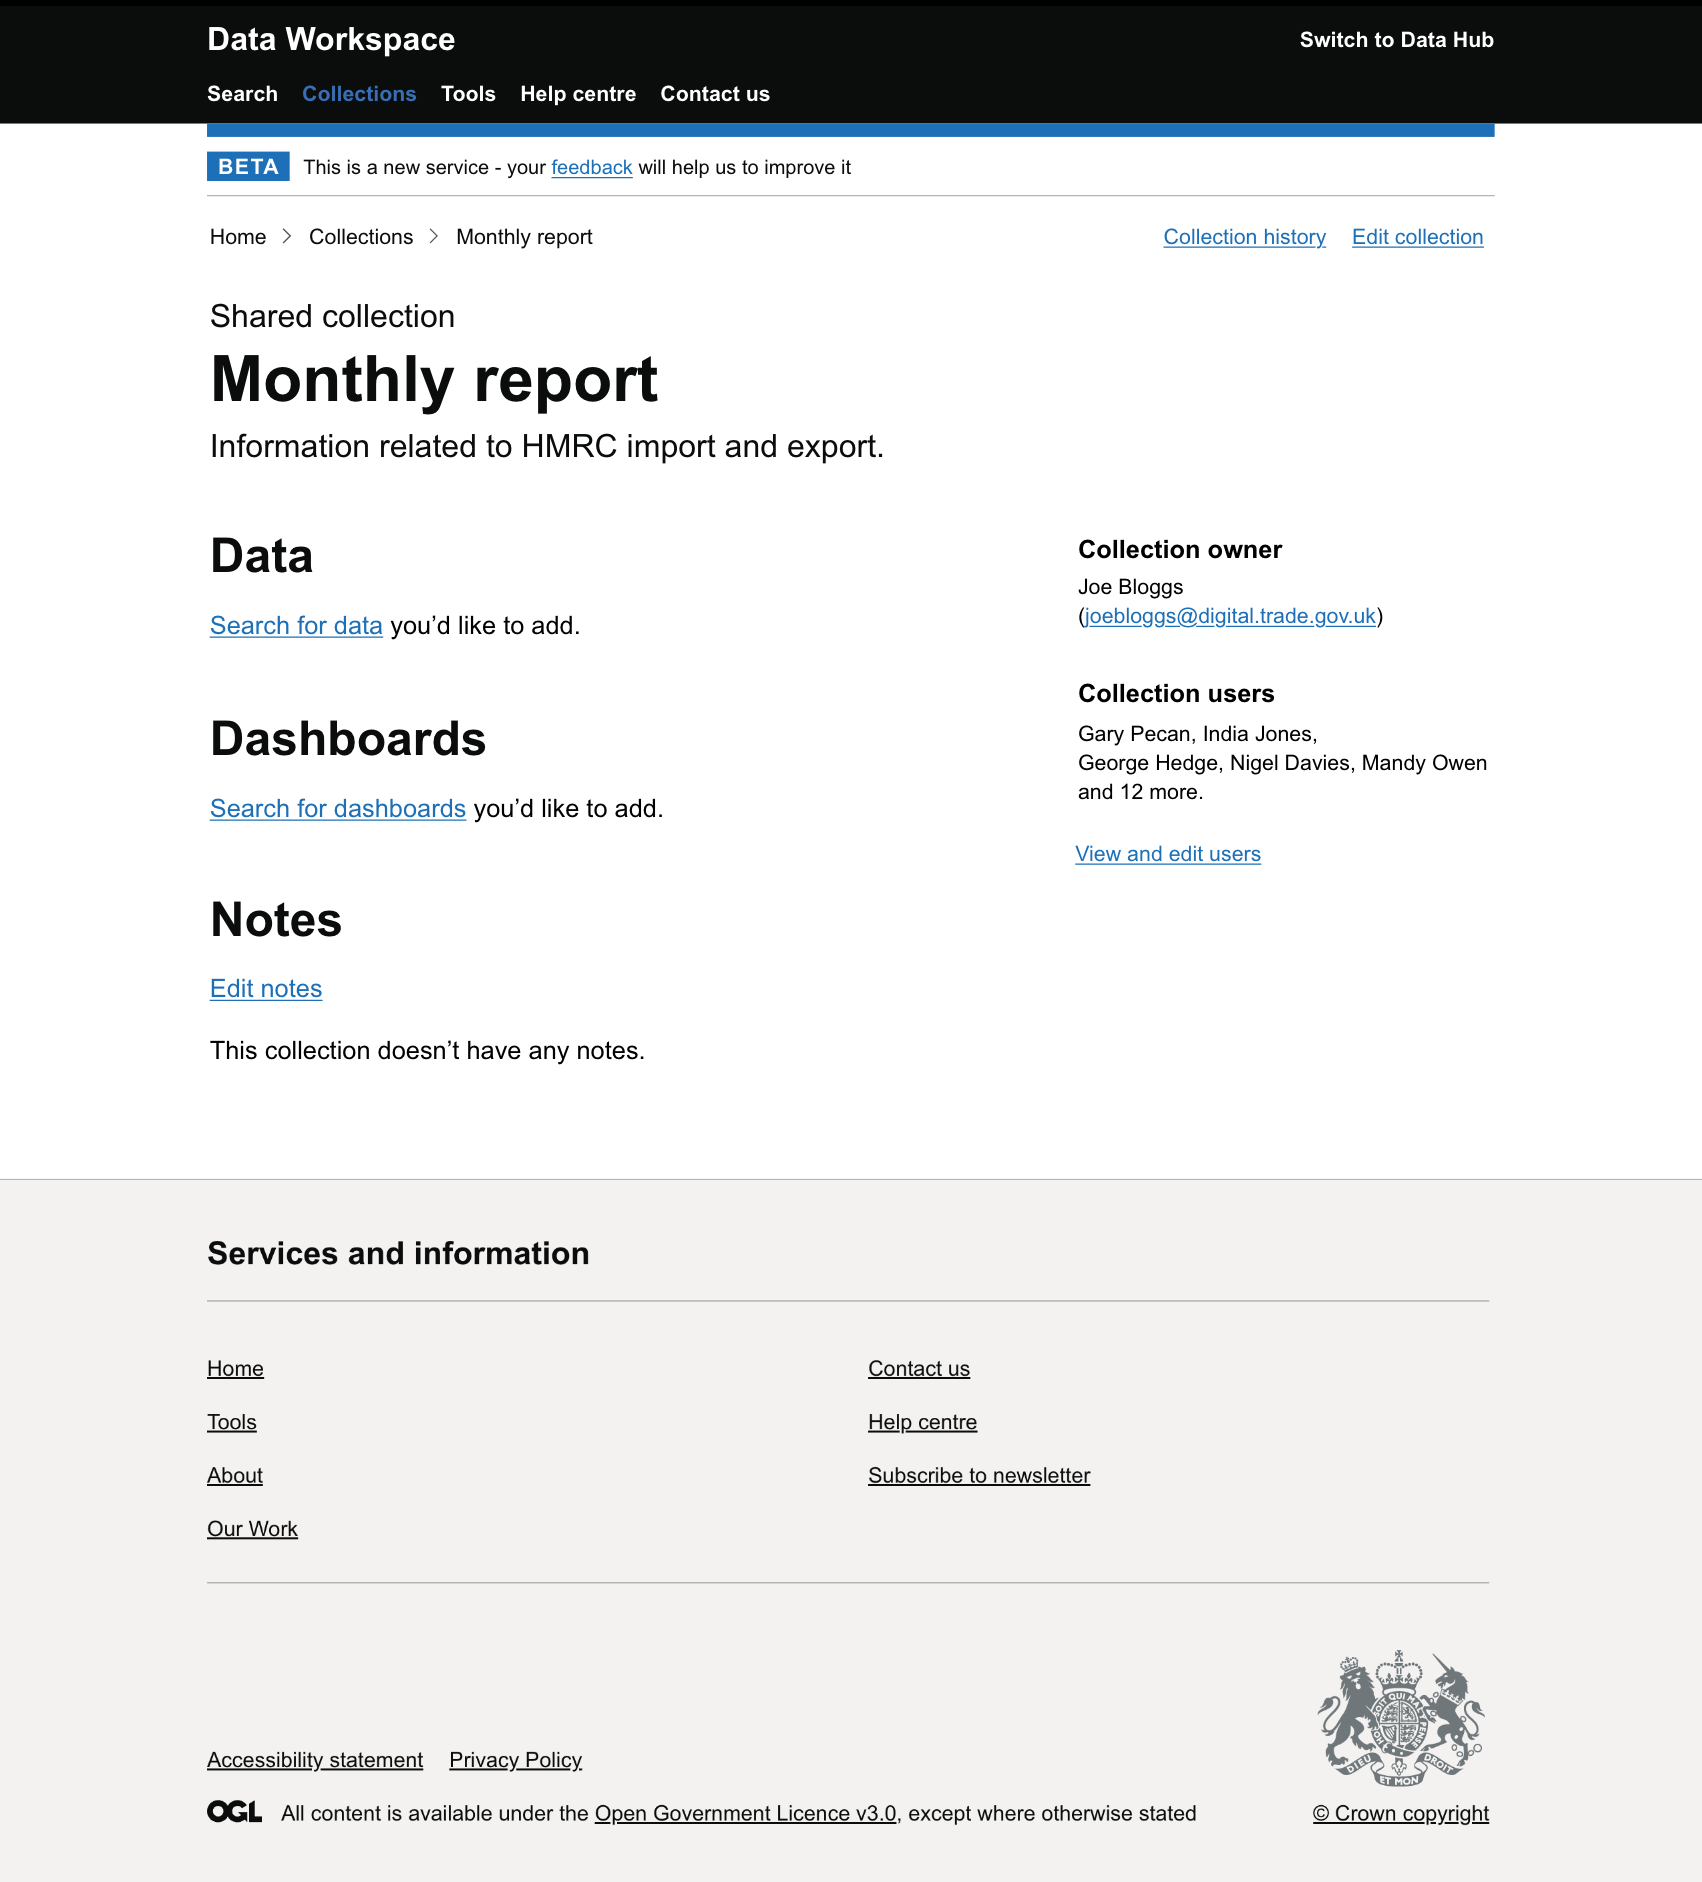 Data Workspace
Switch to Data Hub
Search Collections Tools Help centre Contact us
BETA This is a new service - your feedback will help us to improve it
Home > Collections > Monthly report
Collection history Edit collection
Shared collection
Monthly report
Information related to HMRC import and export.
Data
Search for data you’d like to add.
Dashboards
Search for dashboards you’d like to add.
Notes
Edit notes
This collection doesn’t have any notes.
Collection owner
Joe Bloggs
(joebloggs@digital.trade.gov.uk)
Collection users
Gary Pecan, India Jones,
George Hedge, Nigel Davies, Mandy Owen
and 12 more.
View and edit users
Services and information
Home
Tools
About
Our Work
Contact us
Help centre
Subscribe to newsletter
Accessibility statement Privacy Policy
OGL All content is available under the Open Government Licence v3.0, except where otherwise stated
DIEU ET MON DROIT
© Crown copyright